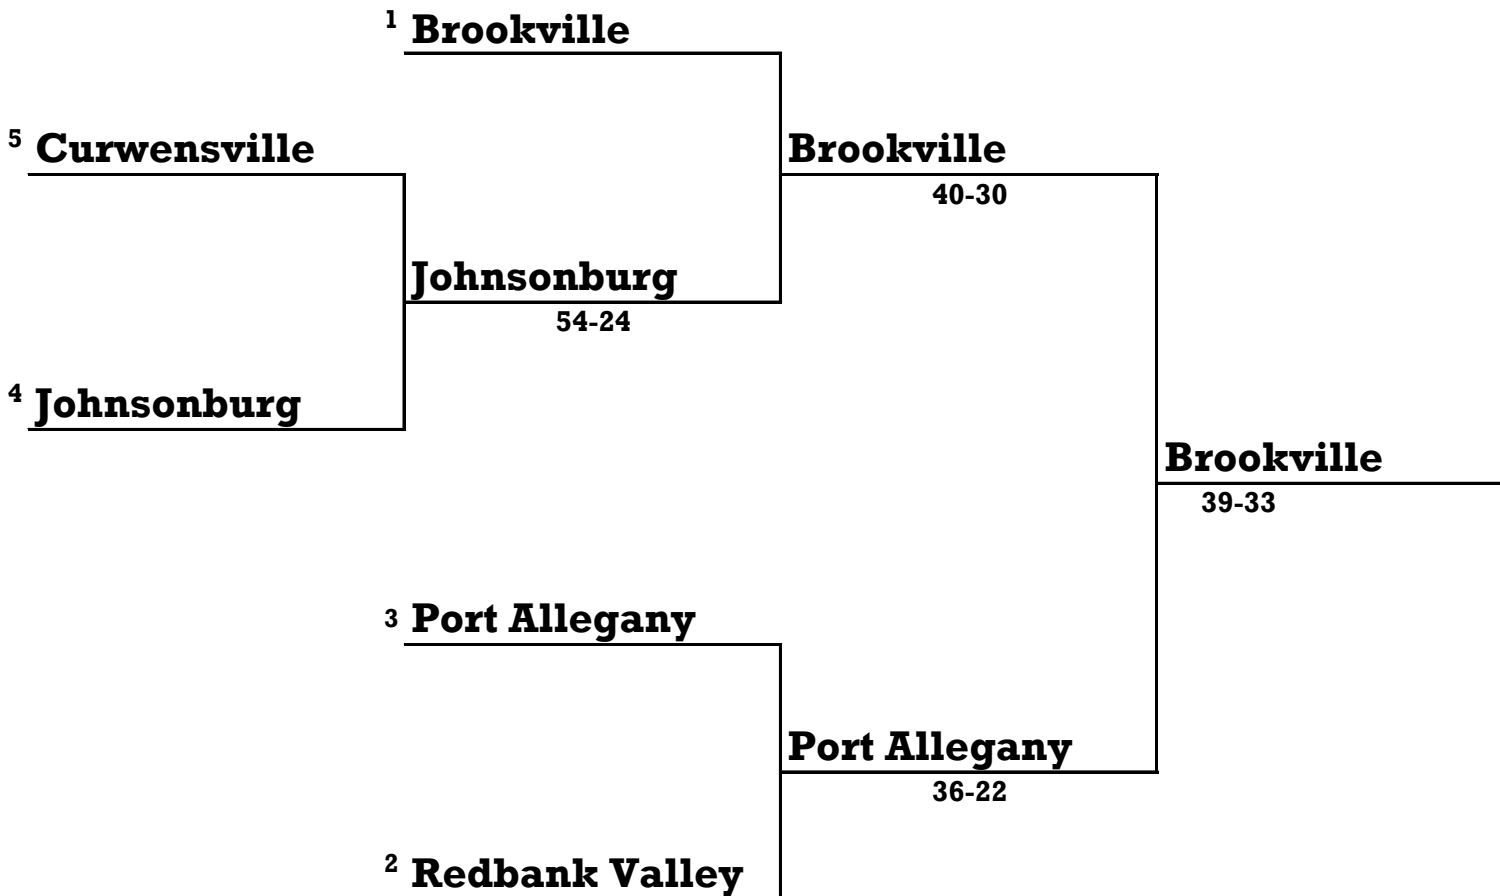 1 Brookville
5 Curwensville
Brookville
40-30
Johnsonburg
54-24
4 Johnsonburg
Brookville
39-33
3 Port Allegany
Port Allegany
36-22
2 Redbank Valley